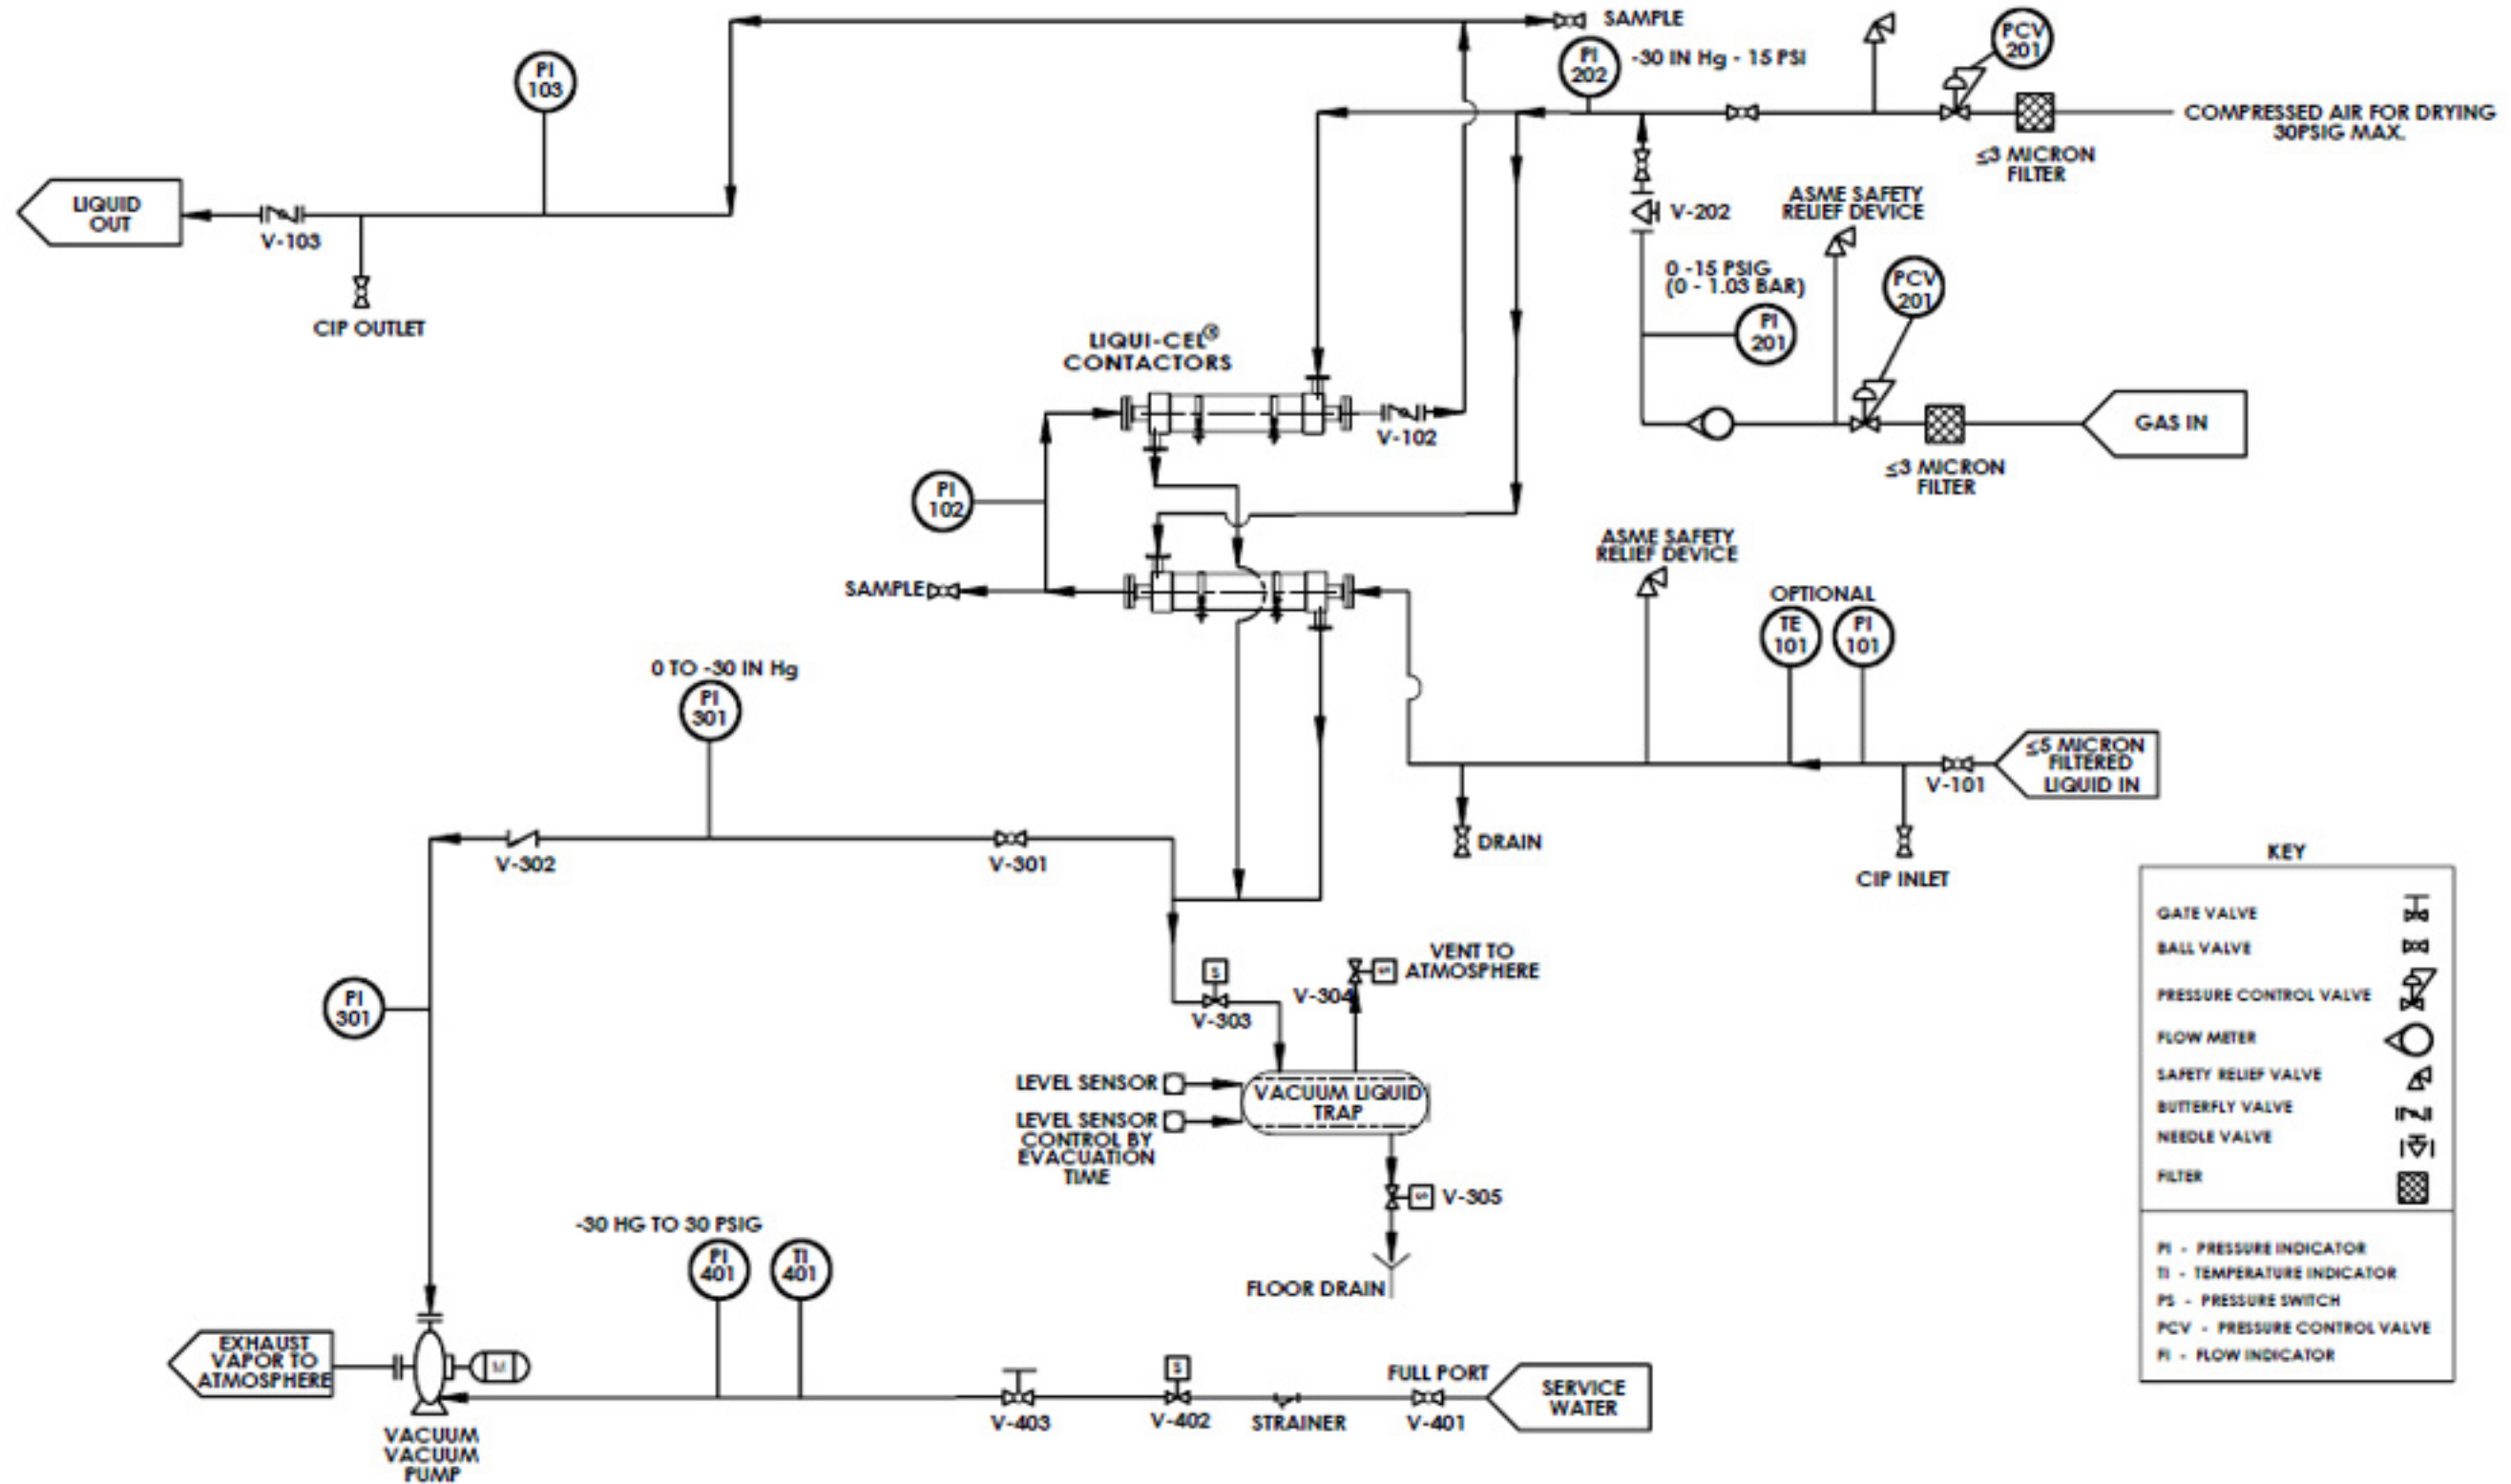 SAMPLE
PI
103
PI
202
-30 IN Hg - 15 PSI
PCV
201
COMPRESSED AIR FOR DRYING
30PSIG MAX.
≤3 MICRON
FILTER
LIQUID
OUT
V-103
CIP OUTLET
V-202
ASME SAFETY
RELIEF DEVICE
0 -15 PSIG
(0 - 1.03 BAR)
PI
201
PCV
201
LIQUI-CEL®
CONTACTORS
V-102
GAS IN
≤3 MICRON
FILTER
PI
102
SAMPLE
ASME SAFETY
RELIEF DEVICE
OPTIONAL
TE
101
PI
101
0 TO -30 IN Hg
PI
301
≤5 MICRON
FILTERED
LIQUID IN
V-101
V-302
V-301
DRAIN
CIP INLET
PI
301
V-303
V-304
VENT TO
ATMOSPHERE
LEVEL SENSOR
LEVEL SENSOR
CONTROL BY
EVACUATION
TIME
VACUUM LIQUID
TRAP
V-305
FLOOR DRAIN
-30 HG TO 30 PSIG
PI
401
TI
401
EXHAUST
VAPOR TO
ATMOSPHERE
M
VACUUM
VACUUM
PUMP
V-403
S
V-402
STRAINER
FULL PORT
V-401
SERVICE
WATER
KEY
GATE VALVE
BALL VALVE
PRESSURE CONTROL VALVE
FLOW METER
SAFETY RELIEF VALVE
BUTTERFLY VALVE
NEEDLE VALVE
FILTER
PI - PRESSURE INDICATOR
TI - TEMPERATURE INDICATOR
PS - PRESSURE SWITCH
PCV - PRESSURE CONTROL VALVE
FI - FLOW INDICATOR